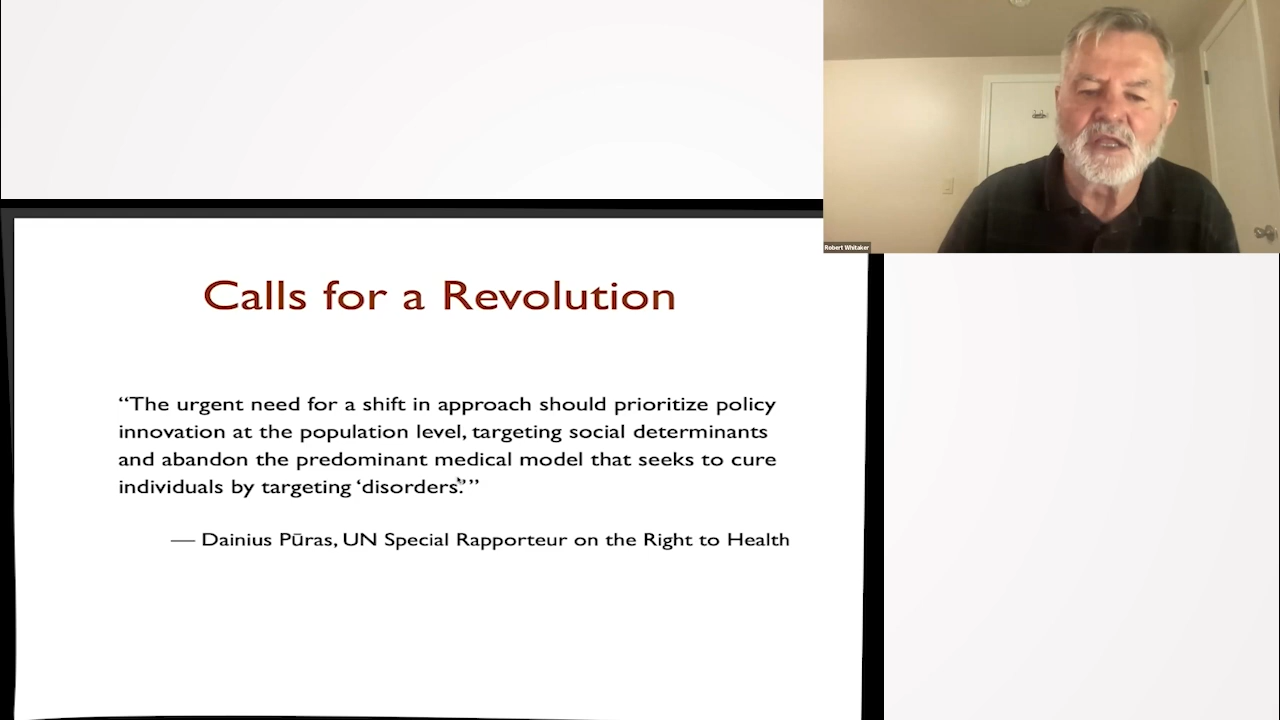 Robert Whitaker
Calls for a Revolution
“The urgent need for a shift in approach should prioritize policy
innovation at the population level, targeting social determinants
and abandon the predominant medical model that seeks to cure
individuals by targeting ‘disorders.’”
— Dainius Pūras, UN Special Rapporteur on the Right to Health